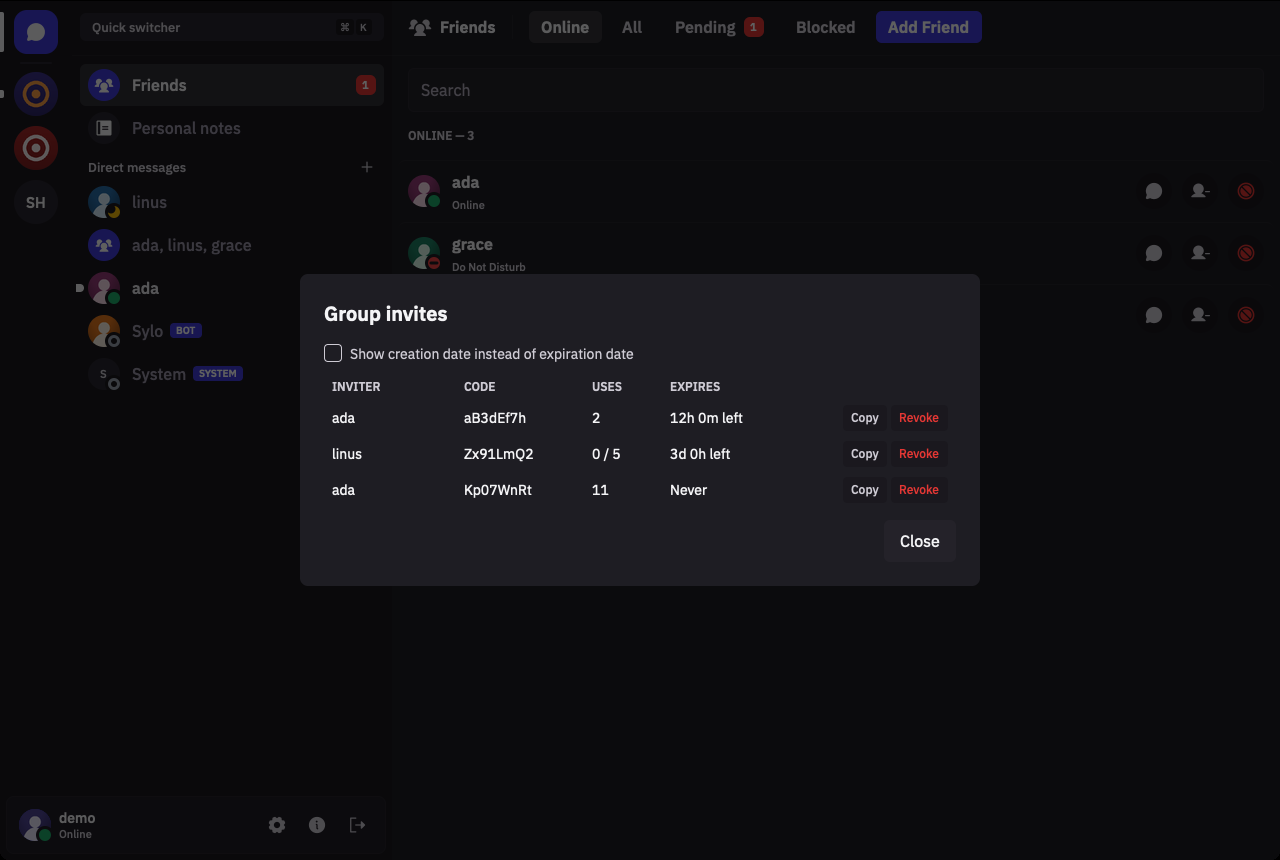 Quick switcher ⌘ K
Friends Online All Pending 1 Blocked Add Friend
Friends 1
Personal notes
Direct messages
linus
ada, linus, grace
ada
Sylo BOT
S System SYSTEM
SH
Search
ONLINE — 3
ada
Online
grace
Do Not Disturb
Group invites
Show creation date instead of expiration date
INVITER CODE USES EXPIRES
ada aB3dEf7h 2 12h 0m left Copy Revoke
linus Zx91LmQ2 0 / 5 3d 0h left Copy Revoke
ada Kp07WnRt 11 Never Copy Revoke
Close
demo
Online